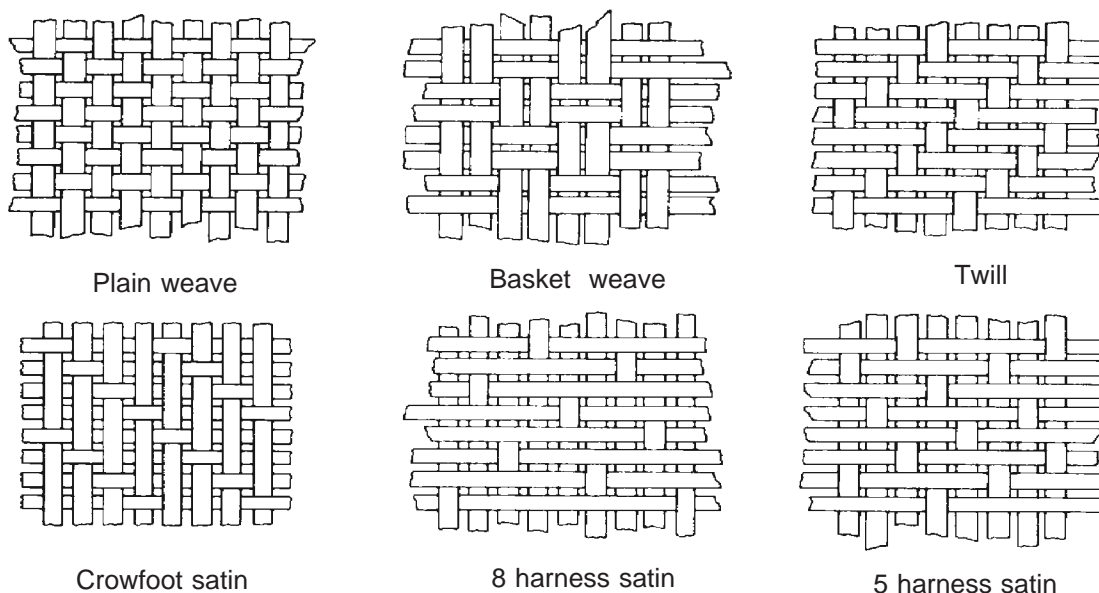 Plain weave
Basket weave
Twill
Crowfoot satin
8 harness satin
5 harness satin